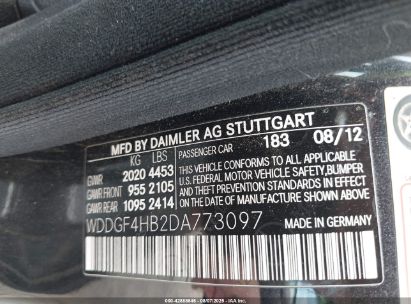 MFD BY DAIMLER AG STUTTGART
KG LBS PASSENGER CAR 183 08/12
GVWR 2020 4453 THIS VEHICLE CONFORMS TO ALL APPLICABLE
GAWR FRONT 955 2105 U.S. FEDERAL MOTOR VEHICLE SAFETY, BUMPER
GAWR REAR 1095 2414 AND THEFT PREVENTION STANDARDS IN EFFECT
ON THE DATE OF MANUFACTURE SHOWN ABOVE.
WDDGF4HB2DA773097 MADE IN GERMANY